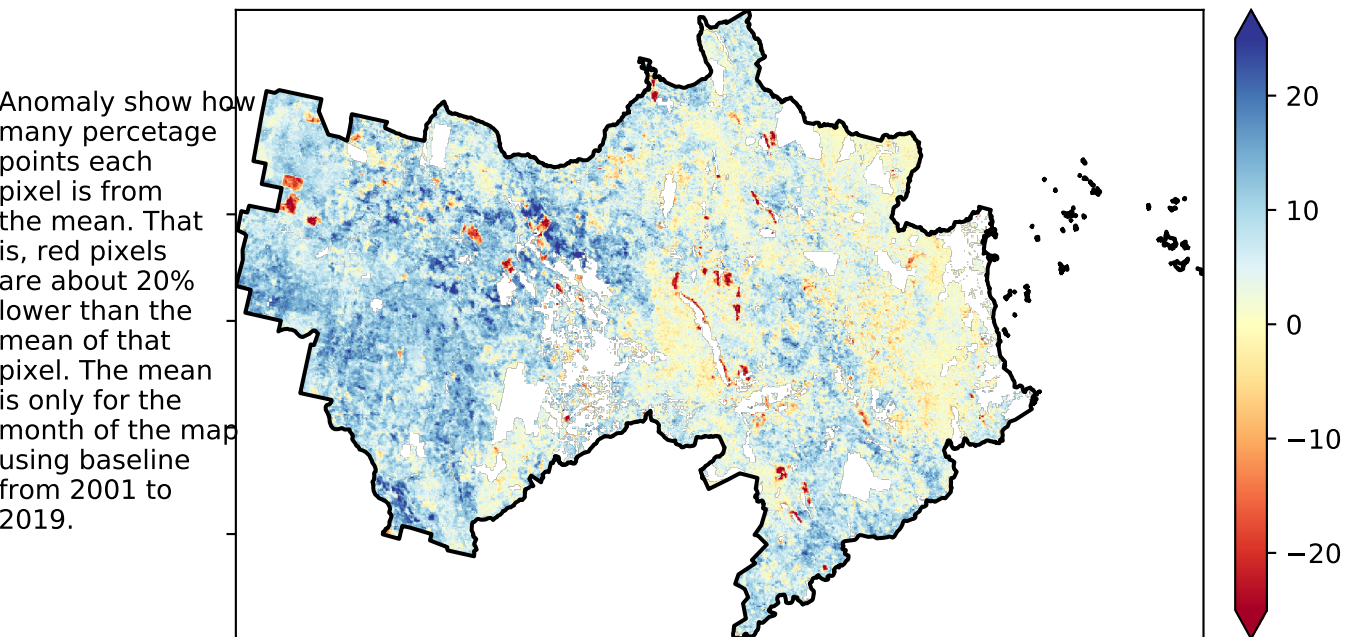 Anomaly show how
many percetage
points each
pixel is from
the mean. That
is, red pixels
are about 20%
lower than the
mean of that
pixel. The mean
is only for the
month of the map
using baseline
from 2001 to
2019.
20
10
0
−10
−20